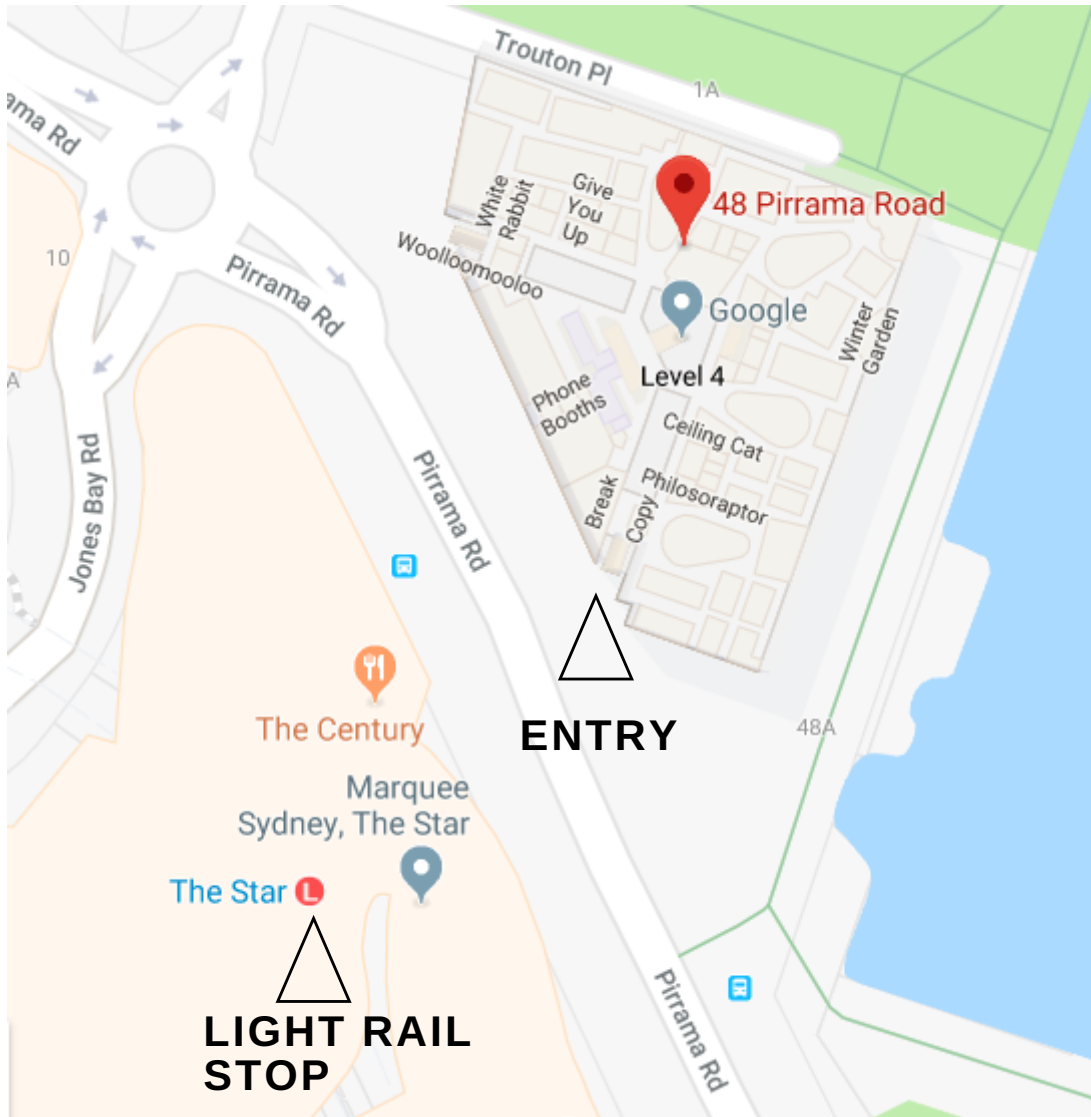 Trouton Pl
1A
ama Rd
White
Rabbit
Give
You
Up
48 Pirrama Road
Woolloomooloo
10
Pirrama Rd
Google
Winter
Garden
Level 4
A
Phone
Booths
Ceiling Cat
Jones Bay Rd
Pirrama Rd
Break
Copy
Philosoraptor
The Century
ENTRY
48A
Marquee
Sydney, The Star
The Star L
LIGHT RAIL
STOP
Pirrama Rd